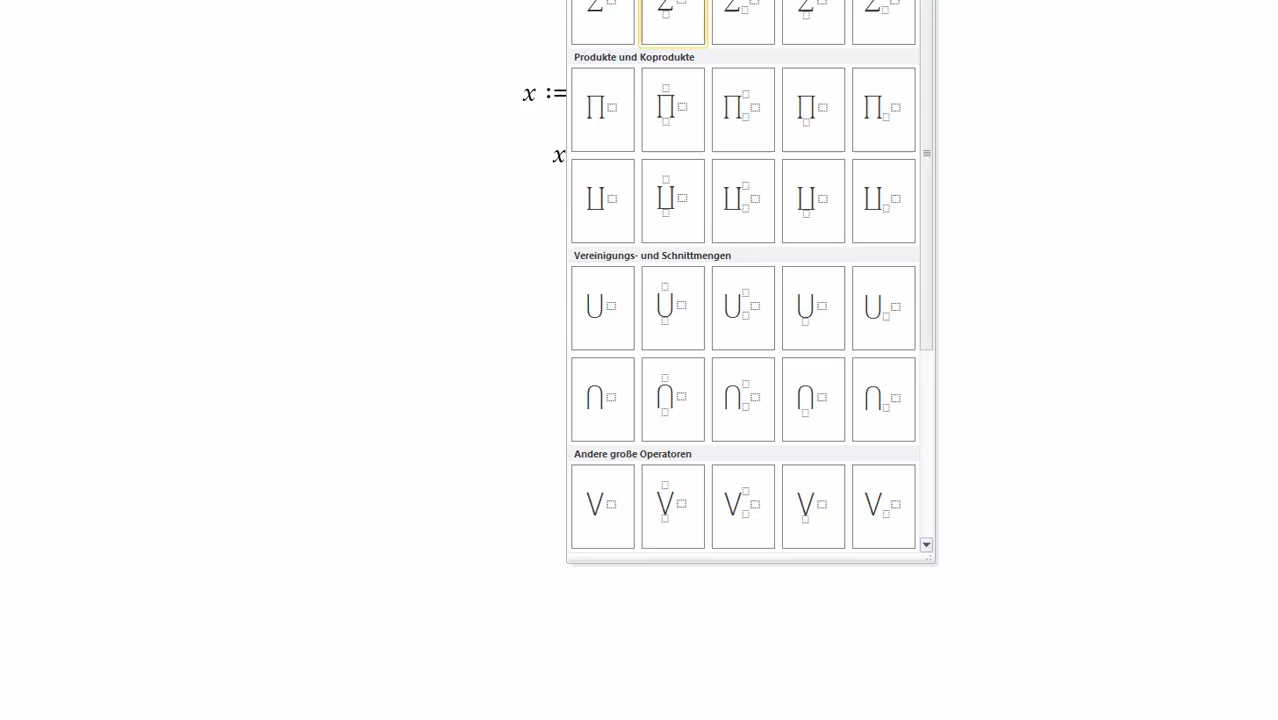 ∑ ∑ ∑ ∑ ∑
Produkte und Koprodukte
x :=
∏ ∏ ∏ ∏ ∏
x
∐ ∐ ∐ ∐ ∐
Vereinigungs- und Schnittmengen
⋃ ⋃ ⋃ ⋃ ⋃
⋂ ⋂ ⋂ ⋂ ⋂
Andere große Operatoren
⋁ ⋁ ⋁ ⋁ ⋁